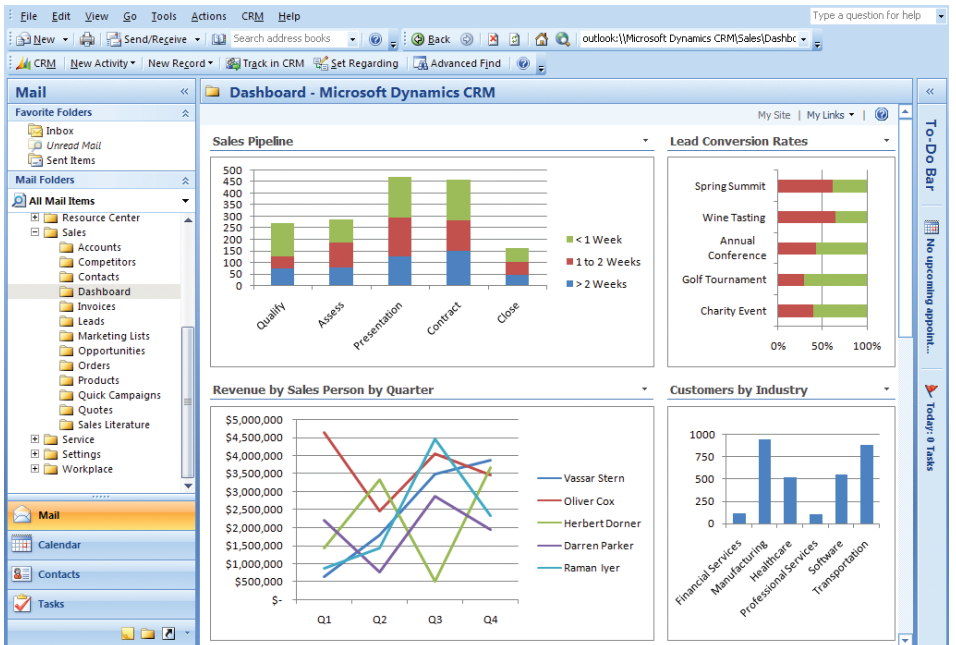 File Edit View Go Tools Actions CRM Help Type a question for help
New Send/Receive Search address books Back outlook:\\Microsoft Dynamics CRM\Sales\Dashbc
CRM New Activity New Record Track in CRM Set Regarding Advanced Find
Mail
Favorite Folders
Inbox
Unread Mail
Sent Items
Mail Folders
All Mail Items
Resource Center
Sales
Accounts
Competitors
Contacts
Dashboard
Invoices
Leads
Marketing Lists
Opportunities
Orders
Products
Quick Campaigns
Quotes
Sales Literature
Service
Settings
Workplace
Mail
Calendar
Contacts
Tasks
Dashboard - Microsoft Dynamics CRM
My Site | My Links |
Sales Pipeline
500
450
400
350
300
250
200
150
100
50
0
Qualify Assess Presentation Contract Close
< 1 Week
1 to 2 Weeks
> 2 Weeks
Lead Conversion Rates
Spring Summit
Wine Tasting
Annual
Conference
Golf Tournament
Charity Event
0% 50% 100%
Revenue by Sales Person by Quarter
$5,000,000
$4,500,000
$4,000,000
$3,500,000
$3,000,000
$2,500,000
$2,000,000
$1,500,000
$1,000,000
$500,000
$-
Q1 Q2 Q3 Q4
Vassar Stern
Oliver Cox
Herbert Dorner
Darren Parker
Raman Iyer
Customers by Industry
1000
750
500
250
0
Financial Services Manufacturing Healthcare Professional Services Software Transportation
To-Do Bar
No upcoming appoint...
Today: 0 Tasks